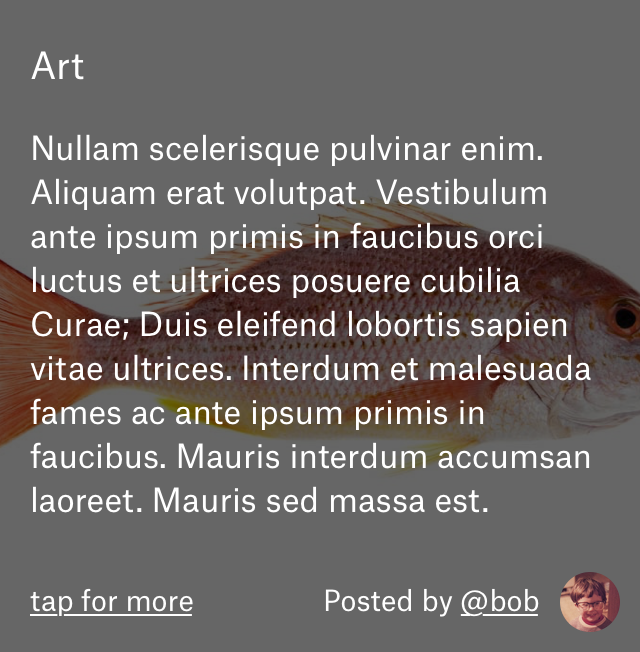 Art
Nullam scelerisque pulvinar enim.
Aliquam erat volutpat. Vestibulum
ante ipsum primis in faucibus orci
luctus et ultrices posuere cubilia
Curae; Duis eleifend lobortis sapien
vitae ultrices. Interdum et malesuada
fames ac ante ipsum primis in
faucibus. Mauris interdum accumsan
laoreet. Mauris sed massa est.
tap for more Posted by @bob